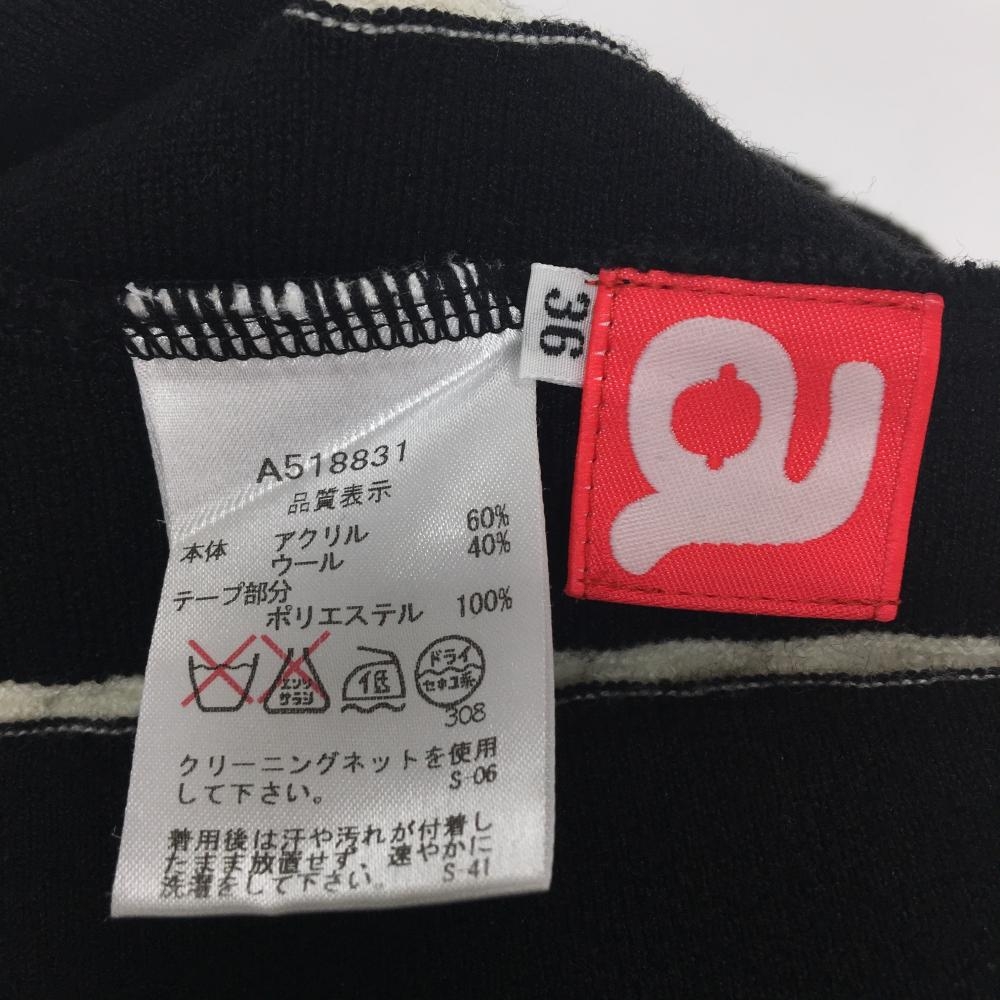 36
A518831
品質表示
本体 アクリル 60%
ウール 40%
テープ部分
ポリエステル 100%
エンソ
サラシ
低
ドライ
セキユ系
308
クリーニングネットを使用
して下さい。 S-06
着用後は汗や汚れが付着し
たまま放置せず、速やかに
洗濯をして下さい。 S-41